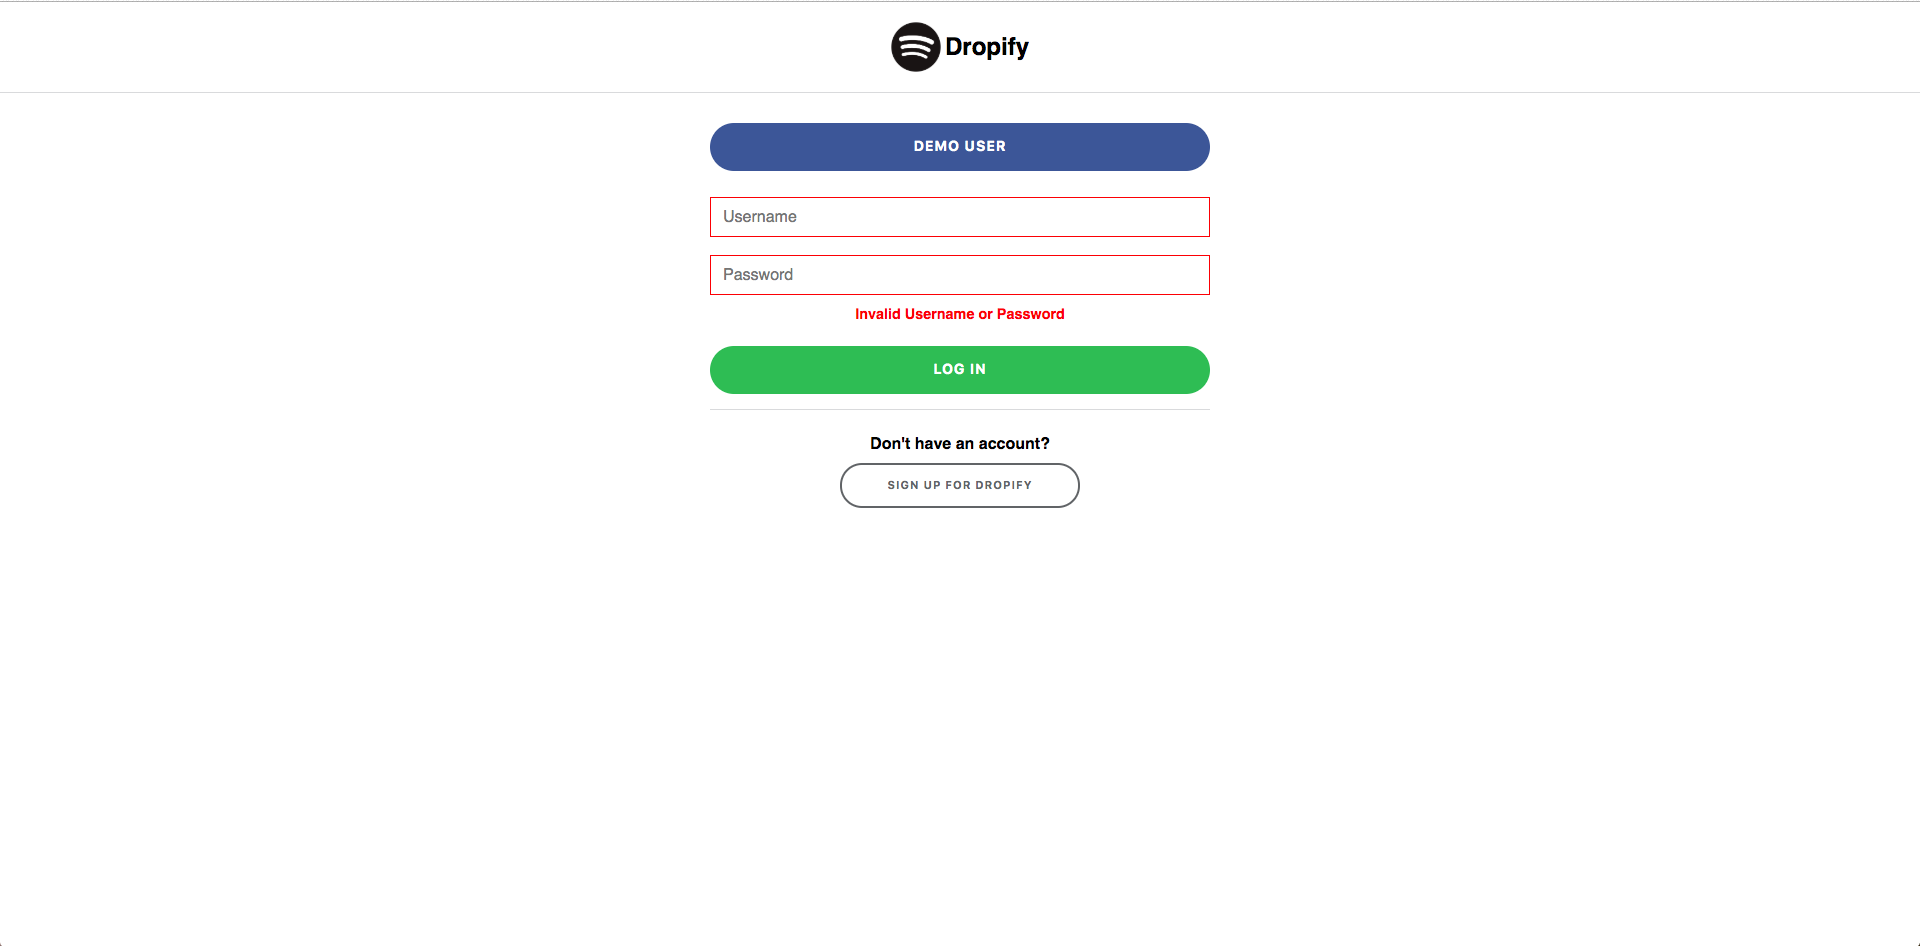 Dropify
DEMO USER
Username
Password
Invalid Username or Password
LOG IN
Don't have an account?
SIGN UP FOR DROPIFY